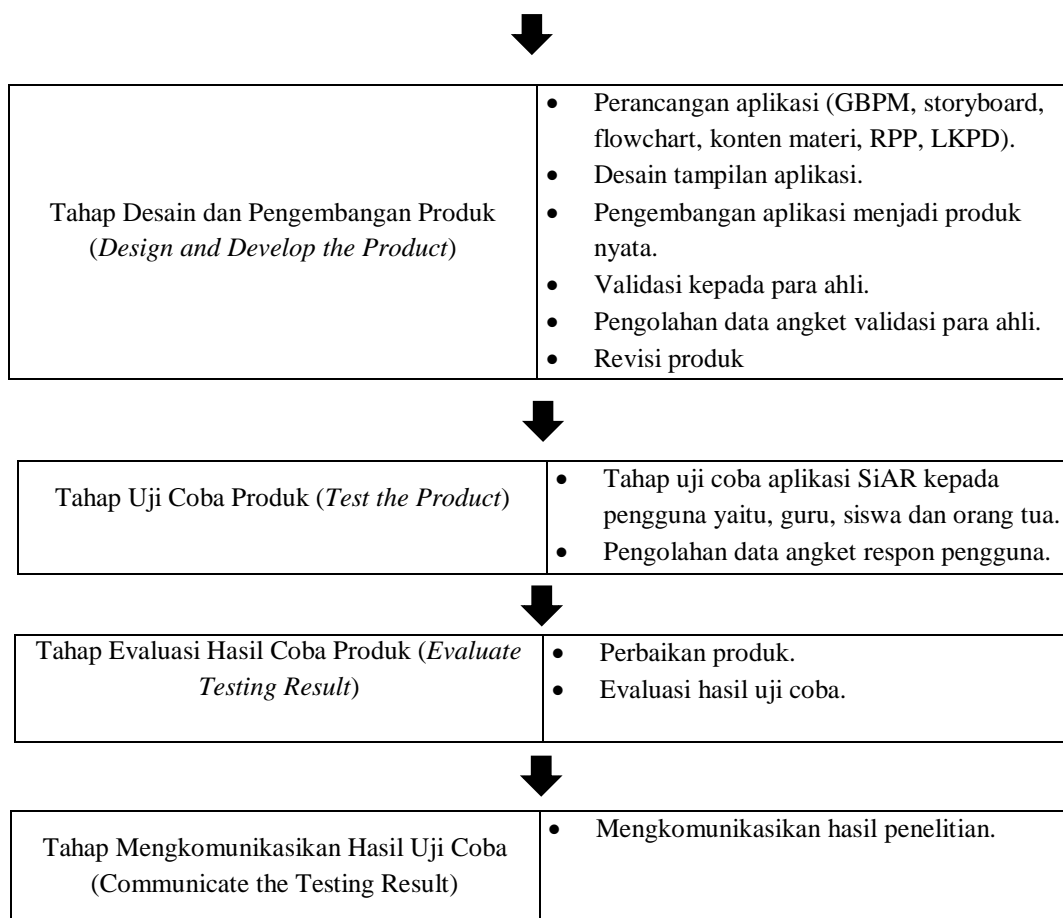 Tahap Desain dan Pengembangan Produk
(Design and Develop the Product)
• Perancangan aplikasi (GBPM, storyboard,
flowchart, konten materi, RPP, LKPD).
• Desain tampilan aplikasi.
• Pengembangan aplikasi menjadi produk
nyata.
• Validasi kepada para ahli.
• Pengolahan data angket validasi para ahli.
• Revisi produk
Tahap Uji Coba Produk (Test the Product)
• Tahap uji coba aplikasi SiAR kepada
pengguna yaitu, guru, siswa dan orang tua.
• Pengolahan data angket respon pengguna.
Tahap Evaluasi Hasil Coba Produk (Evaluate
Testing Result)
• Perbaikan produk.
• Evaluasi hasil uji coba.
Tahap Mengkomunikasikan Hasil Uji Coba
(Communicate the Testing Result)
• Mengkomunikasikan hasil penelitian.